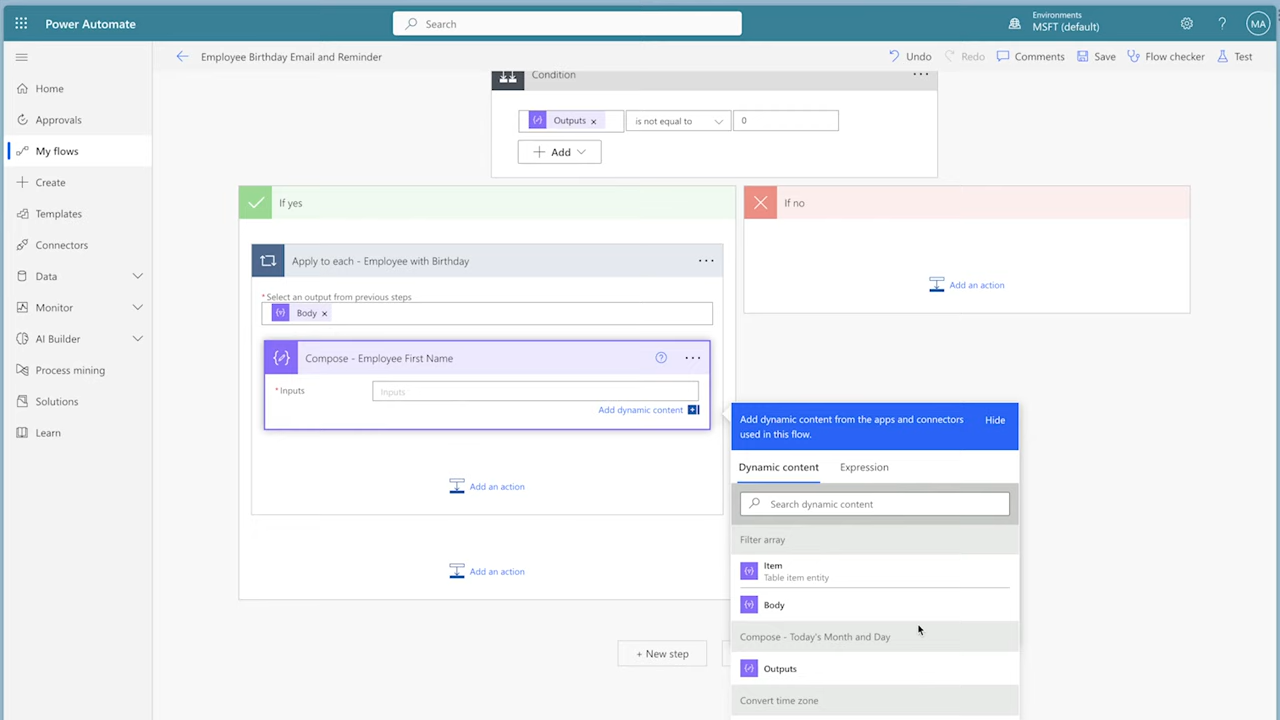 Power Automate
Search
Environments
MSFT (default)
MA
Employee Birthday Email and Reminder
Undo
Redo
Comments
Save
Flow checker
Test
Home
Approvals
My flows
Create
Templates
Connectors
Data
Monitor
AI Builder
Process mining
Solutions
Learn
Condition
Outputs
is not equal to
0
Add
If yes
If no
Add an action
Apply to each - Employee with Birthday
* Select an output from previous steps
Body
Compose - Employee First Name
* Inputs
Inputs
Add dynamic content
Add an action
Add an action
+ New step
Add dynamic content from the apps and connectors
used in this flow.
Hide
Dynamic content
Expression
Search dynamic content
Filter array
Item
Table item entity
Body
Compose - Today's Month and Day
Outputs
Convert time zone